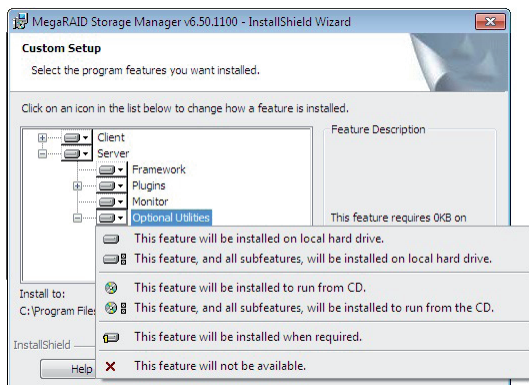 MegaRAID Storage Manager v6.50.1100 - InstallShield Wizard
Custom Setup
Select the program features you want installed.
Click on an icon in the list below to change how a feature is installed.
Client
Server
Framework
Plugins
Monitor
Optional Utilities
Feature Description
This feature requires 0KB on
This feature will be installed on local hard drive.
This feature, and all subfeatures, will be installed on local hard drive.
This feature will be installed to run from CD.
This feature, and all subfeatures, will be installed to run from the CD.
This feature will be installed when required.
This feature will not be available.
Install to:
C:\Program Files
InstallShield
Help